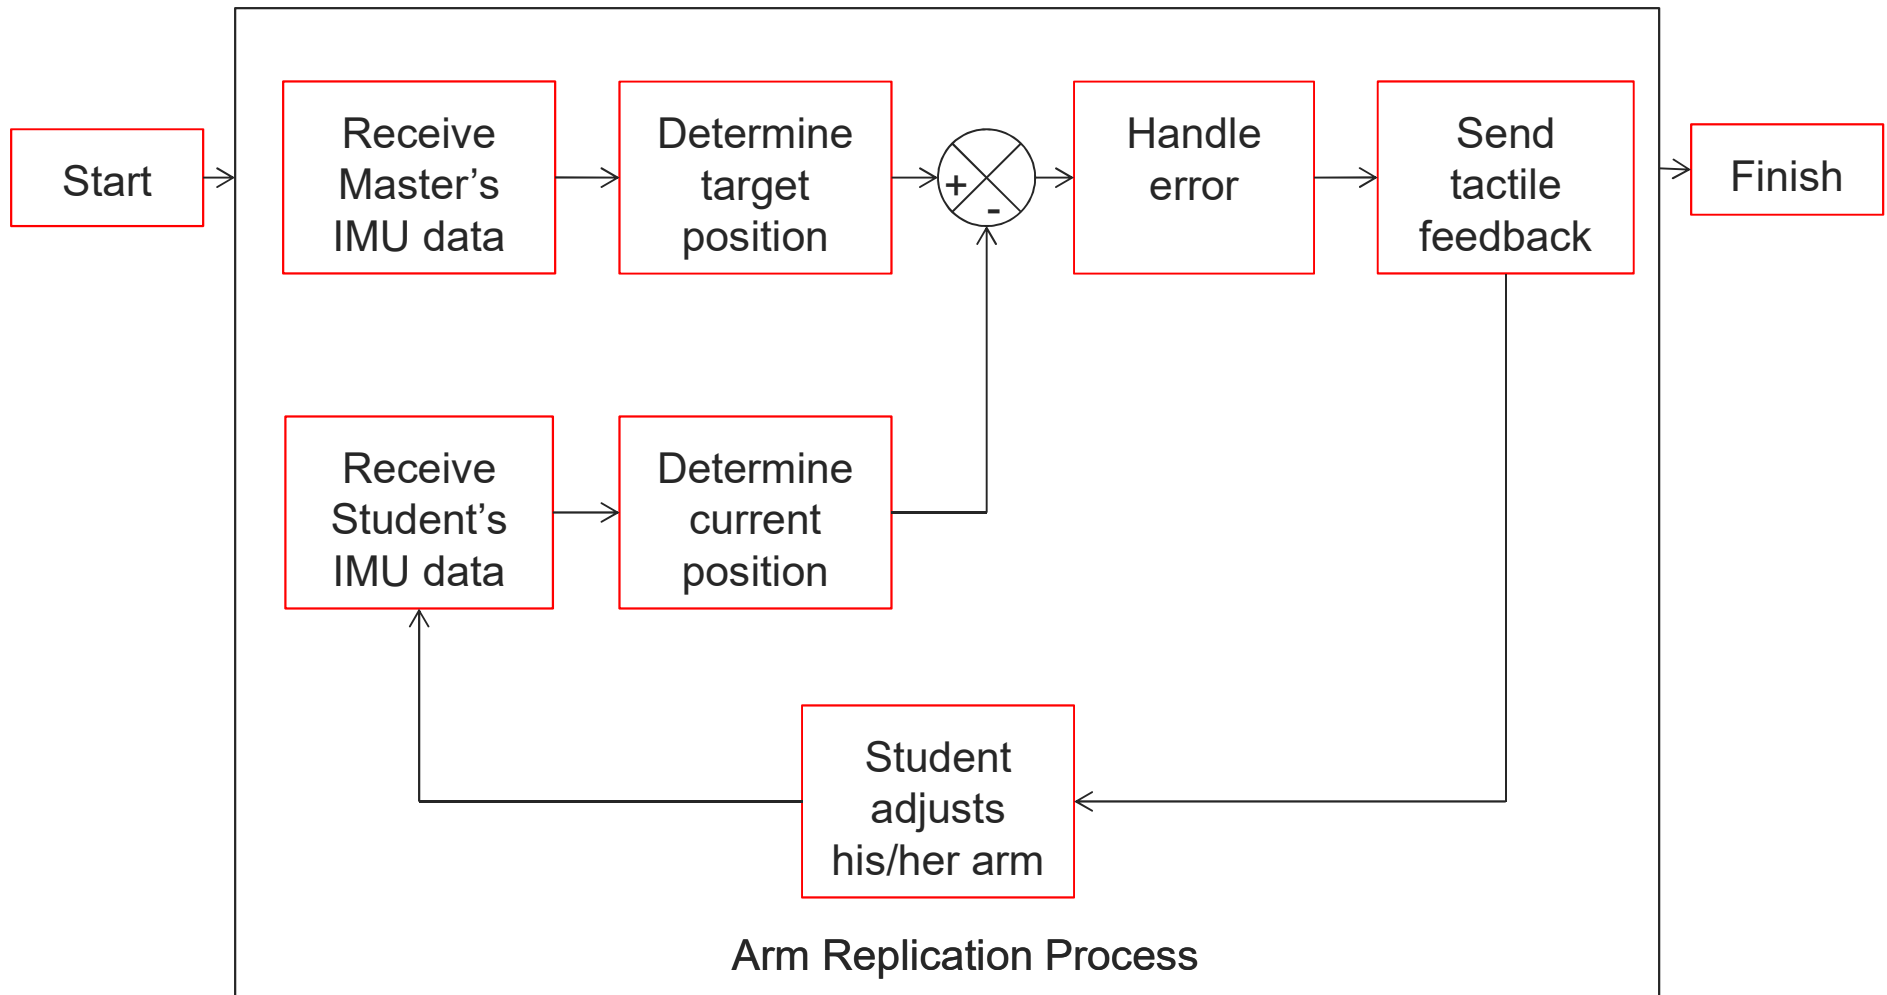 Start
Receive
Master’s
IMU data
Determine
target
position
+
-
Handle
error
Send
tactile
feedback
Finish
Receive
Student’s
IMU data
Determine
current
position
Student
adjusts
his/her arm
Arm Replication Process